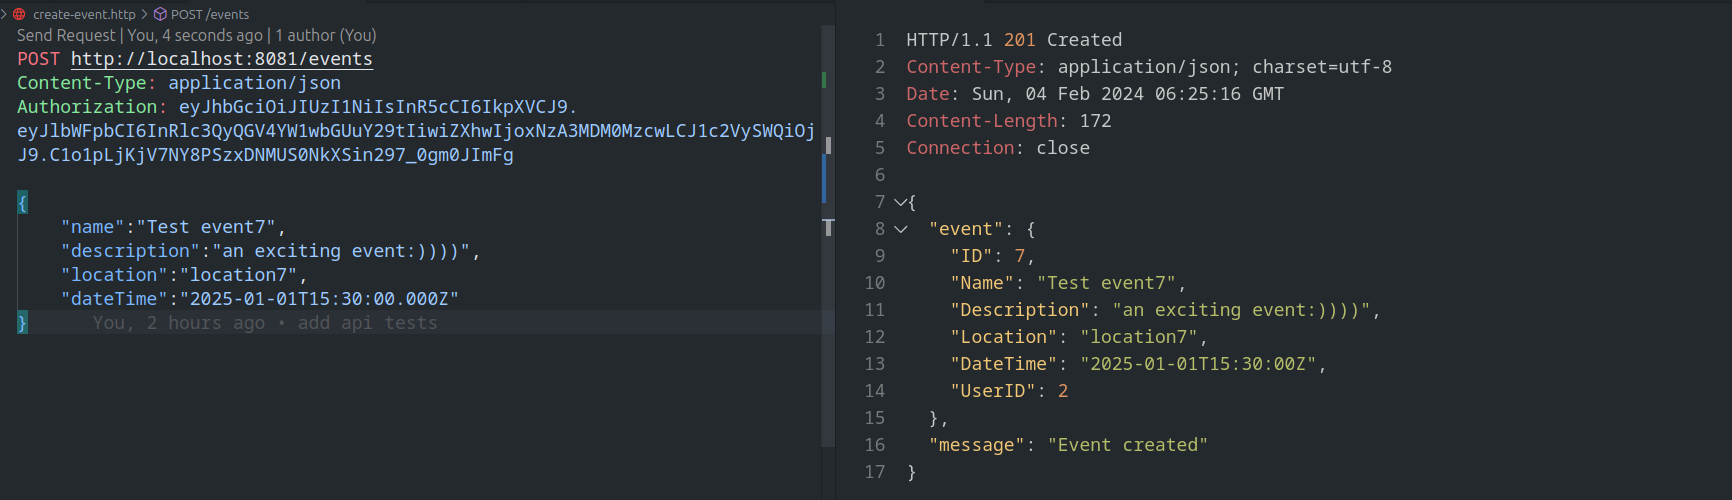 create-event.http > POST /events
Send Request | You, 4 seconds ago | 1 author (You)
POST http://localhost:8081/events
Content-Type: application/json
Authorization: eyJhbGciOiJIUzI1NiIsInR5cCI6IkpXVCJ9.
eyJlbWFpbCI6InRlc3QyQGV4YW1wbGUuY29tIiwiZXhwIjoxNzA3MDM0MzcwLCJ1c2VySWQiOj
J9.C1o1pLjKjV7NY8PSzxDNMUS0NkXSin297_0gm0JImFg
{
"name":"Test event7",
"description":"an exciting event:))))",
"location":"location7",
"dateTime":"2025-01-01T15:30:00.000Z"
} You, 2 hours ago • add api tests
1 HTTP/1.1 201 Created
2 Content-Type: application/json; charset=utf-8
3 Date: Sun, 04 Feb 2024 06:25:16 GMT
4 Content-Length: 172
5 Connection: close
6
7 {
8 "event": {
9 "ID": 7,
10 "Name": "Test event7",
11 "Description": "an exciting event:))))",
12 "Location": "location7",
13 "DateTime": "2025-01-01T15:30:00Z",
14 "UserID": 2
15 },
16 "message": "Event created"
17 }